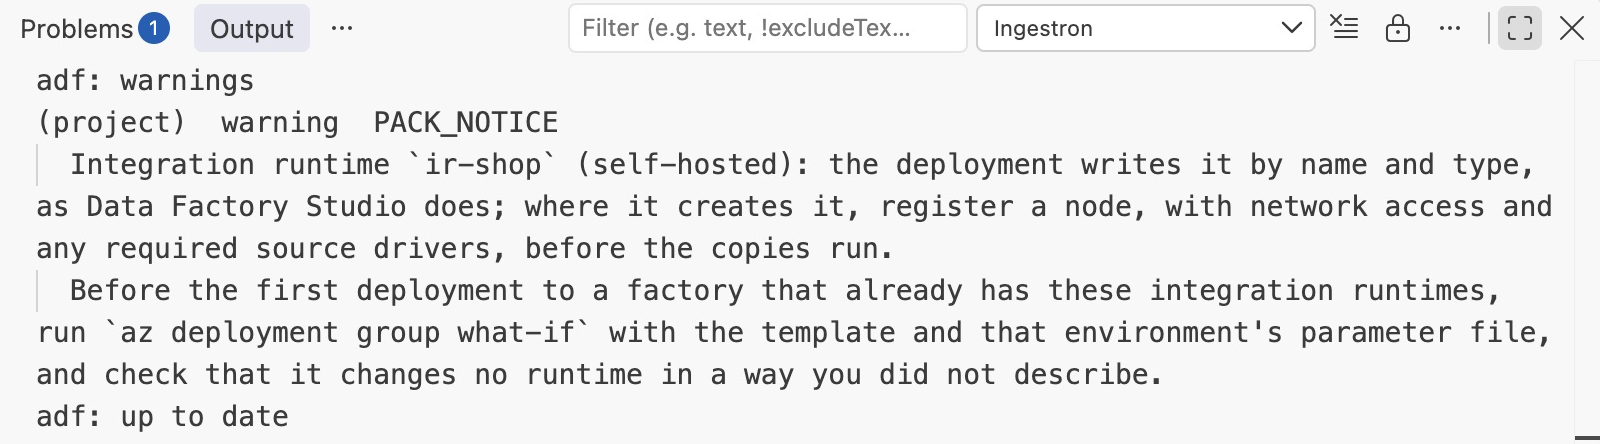 Problems 1 Output ... Filter (e.g. text, !excludeTex... Ingestron ...
adf: warnings
(project)  warning  PACK_NOTICE
Integration runtime `ir-shop` (self-hosted): the deployment writes it by name and type,
as Data Factory Studio does; where it creates it, register a node, with network access and
any required source drivers, before the copies run.
Before the first deployment to a factory that already has these integration runtimes,
run `az deployment group what-if` with the template and that environment's parameter file,
and check that it changes no runtime in a way you did not describe.
adf: up to date